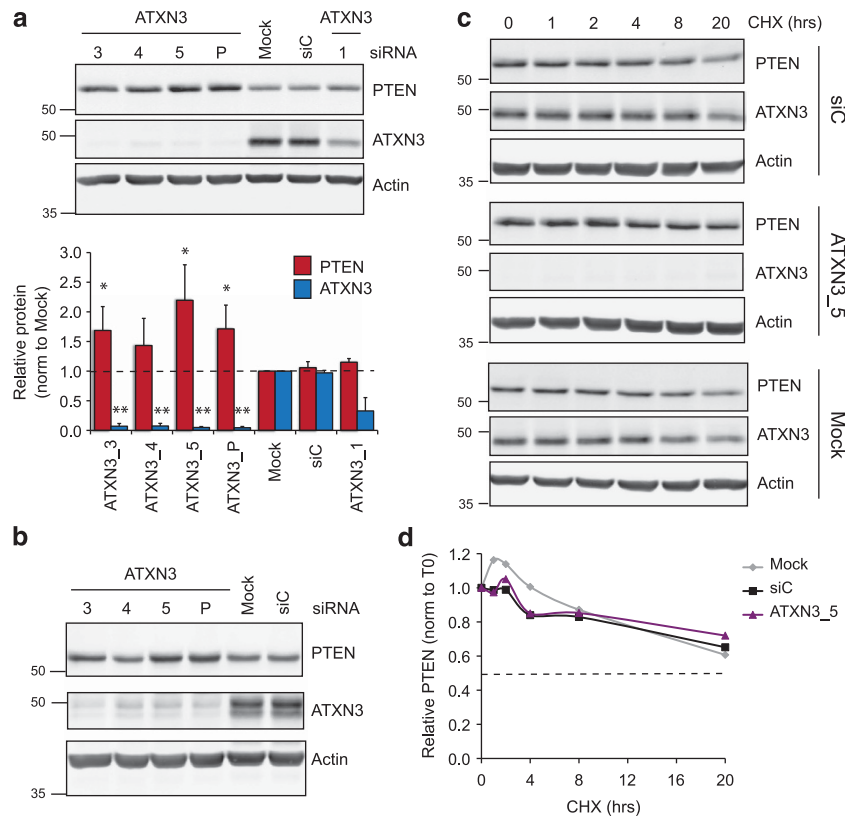 a
ATXN3
ATXN3
3 4 5 P Mock siC 1 siRNA
PTEN
50
50
ATXN3
Actin
35
Relative protein
(norm to Mock)
3.0
2.5
2.0
1.5
1.0
0.5
0.0
PTEN
ATXN3
* * *
** ** ** **
ATXN3_3
ATXN3_4
ATXN3_5
ATXN3_P
Mock
siC
ATXN3_1
b
ATXN3
3 4 5 P Mock siC siRNA
PTEN
50
50
ATXN3
Actin
35
c
0 1 2 4 8 20 CHX (hrs)
PTEN
50
50
ATXN3
Actin
35
siC
PTEN
50
50
ATXN3
Actin
35
ATXN3_5
PTEN
50
50
ATXN3
Actin
35
Mock
d
Relative PTEN (norm to T0)
1.2
1.0
0.8
0.6
0.4
0.2
0.0
0 4 8 12 16 20
CHX (hrs)
Mock
siC
ATXN3_5